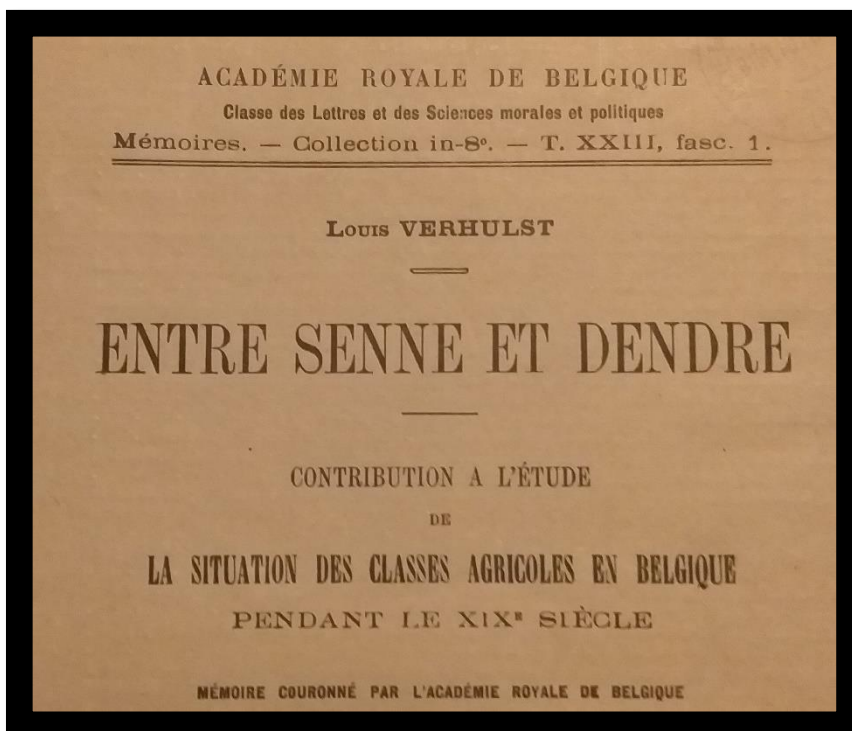 ACADÉMIE ROYALE DE BELGIQUE
Classe des Lettres et des Sciences morales et politiques
Mémoires. — Collection in-8º. — T. XXIII, fasc. 1.
Louis VERHULST
ENTRE SENNE ET DENDRE
CONTRIBUTION A L'ÉTUDE
DE
LA SITUATION DES CLASSES AGRICOLES EN BELGIQUE
PENDANT LE XIXe SIÈCLE
MÉMOIRE COURONNÉ PAR L'ACADÉMIE ROYALE DE BELGIQUE